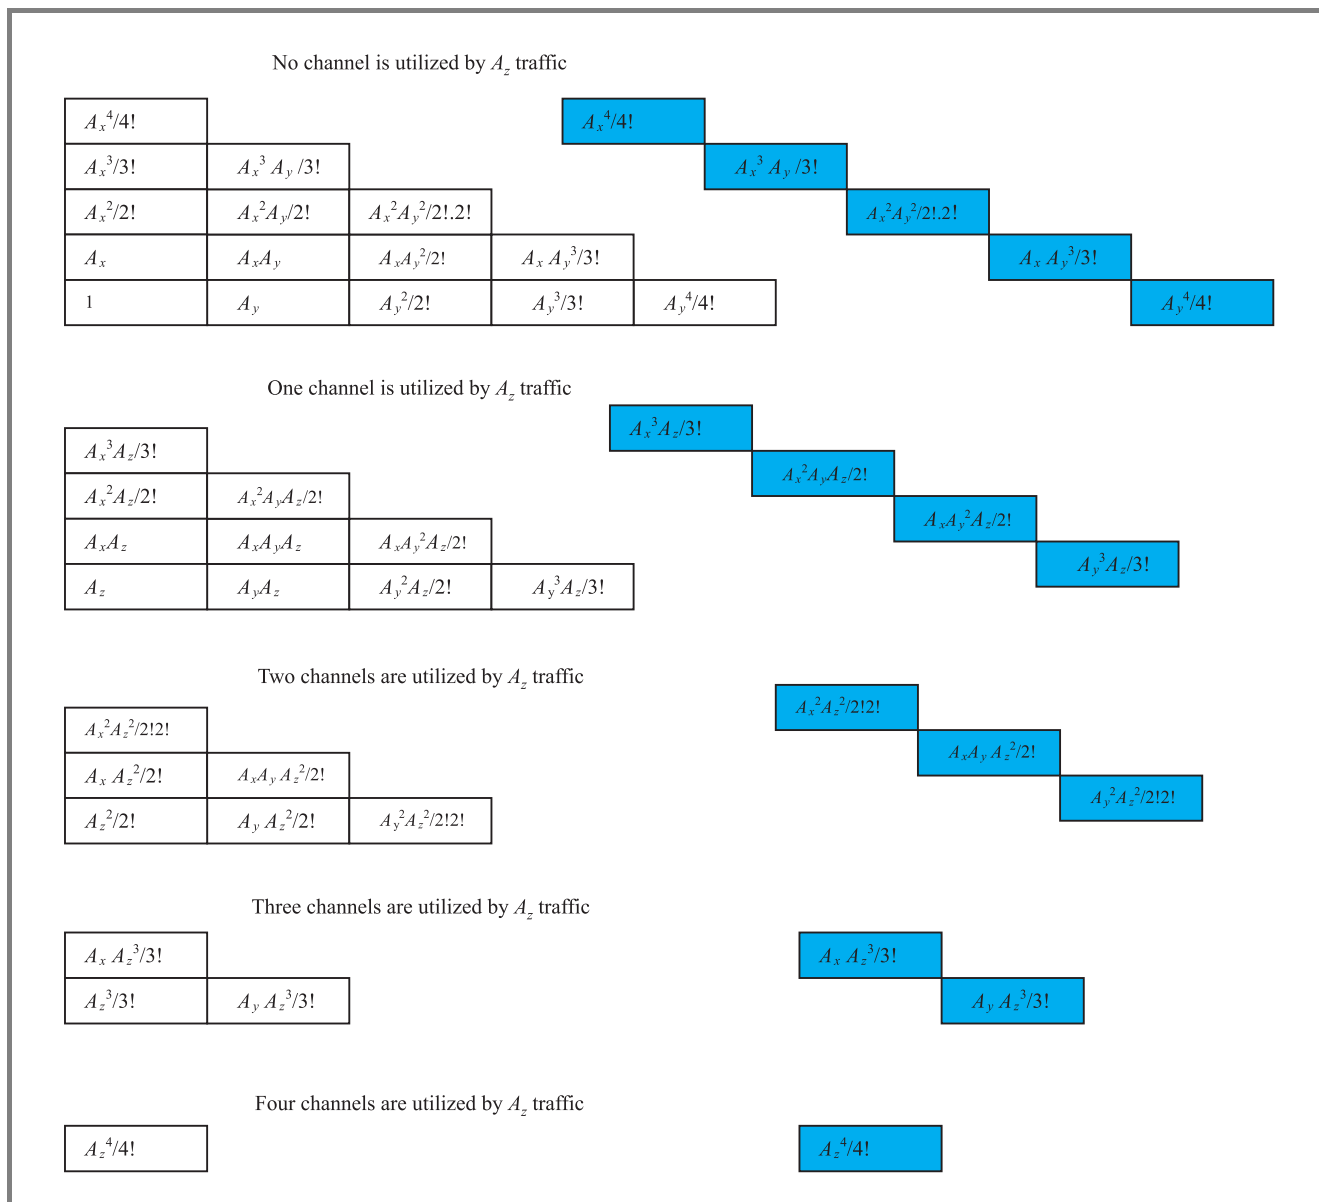 No channel is utilized by A_z traffic
A_x^4/4! A_x^4/4!
A_x^3/3! A_x^3 A_y /3! A_x^3 A_y /3!
A_x^2/2! A_x^2A_y/2! A_x^2A_y^2/2!.2! A_x^2A_y^2/2!.2!
A_x A_xA_y A_xA_y^2/2! A_x A_y^3/3! A_x A_y^3/3!
1 A_y A_y^2/2! A_y^3/3! A_y^4/4! A_y^4/4!
One channel is utilized by A_z traffic
A_x^3A_z/3! A_x^3A_z/3!
A_x^2A_z/2! A_x^2A_yA_z/2! A_x^2A_yA_z/2!
A_xA_z A_xA_yA_z A_xA_y^2A_z/2! A_xA_y^2A_z/2!
A_z A_yA_z A_y^2A_z/2! A_y^3A_z/3! A_y^3A_z/3!
Two channels are utilized by A_z traffic
A_x^2A_z^2/2!2! A_x^2A_z^2/2!2!
A_x A_z^2/2! A_xA_y A_z^2/2! A_xA_y A_z^2/2!
A_z^2/2! A_y A_z^2/2! A_y^2A_z^2/2!2! A_y^2A_z^2/2!2!
Three channels are utilized by A_z traffic
A_x A_z^3/3! A_x A_z^3/3!
A_z^3/3! A_y A_z^3/3! A_y A_z^3/3!
Four channels are utilized by A_z traffic
A_z^4/4! A_z^4/4!